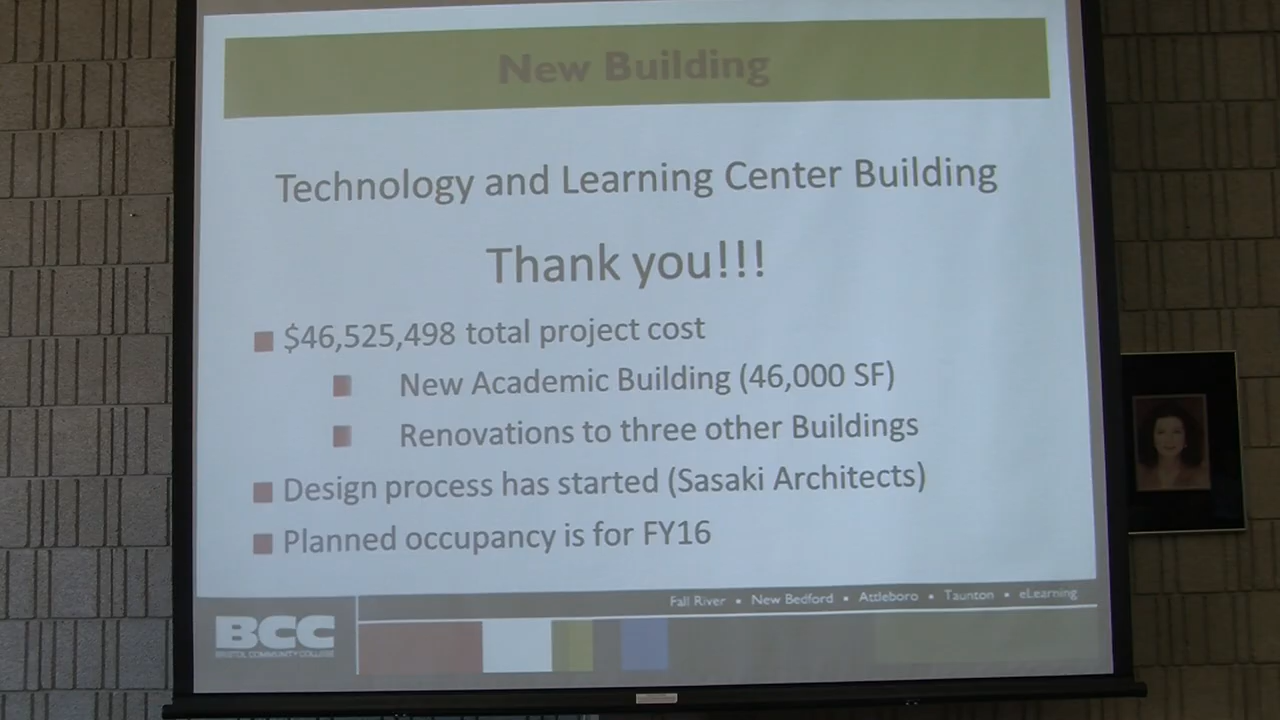 New Building
Technology and Learning Center Building
Thank you!!!
$46,525,498 total project cost
New Academic Building (46,000 SF)
Renovations to three other Buildings
Design process has started (Sasaki Architects)
Planned occupancy is for FY16
Fall River • New Bedford • Attleboro • Taunton • eLearning
BCC
BRISTOL COMMUNITY COLLEGE